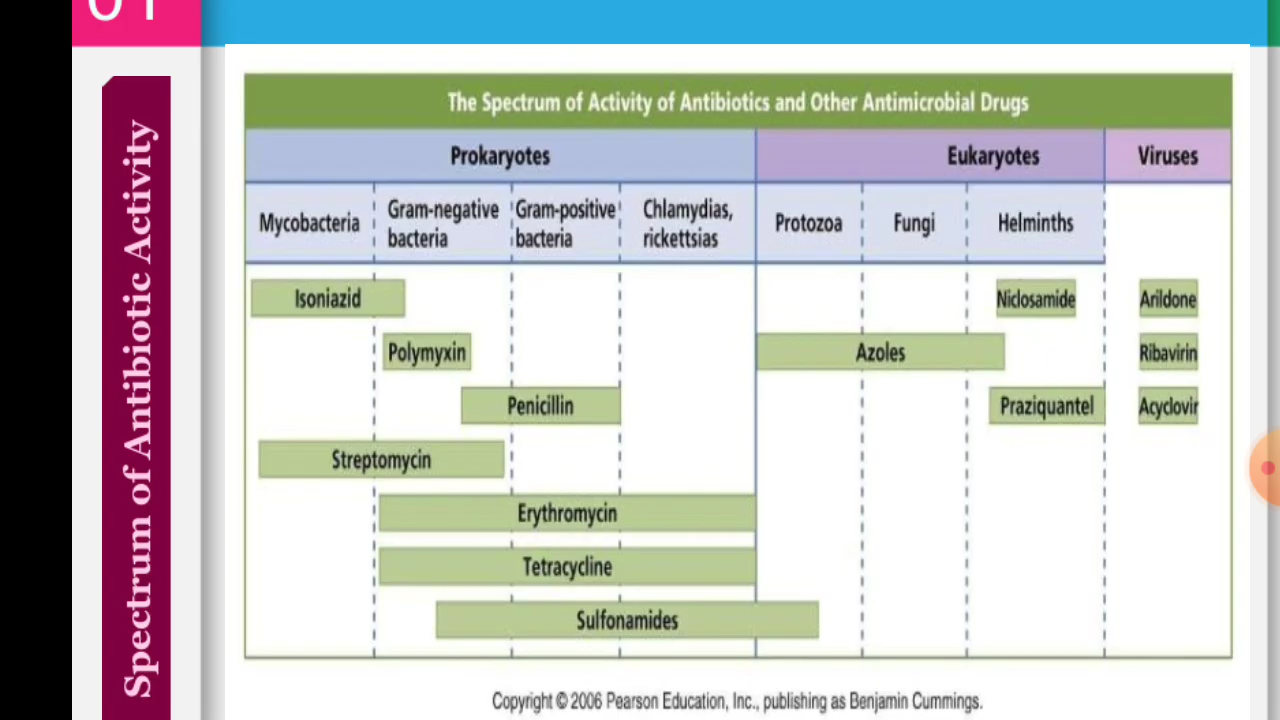 01
Spectrum of Antibiotic Activity
The Spectrum of Activity of Antibiotics and Other Antimicrobial Drugs
Prokaryotes
Eukaryotes
Viruses
Mycobacteria
Gram-negative
bacteria
Gram-positive
bacteria
Chlamydias,
rickettsias
Protozoa
Fungi
Helminths
Isoniazid
Niclosamide
Arildone
Polymyxin
Azoles
Ribavirin
Penicillin
Praziquantel
Acyclovir
Streptomycin
Erythromycin
Tetracycline
Sulfonamides
Copyright © 2006 Pearson Education, Inc., publishing as Benjamin Cummings.